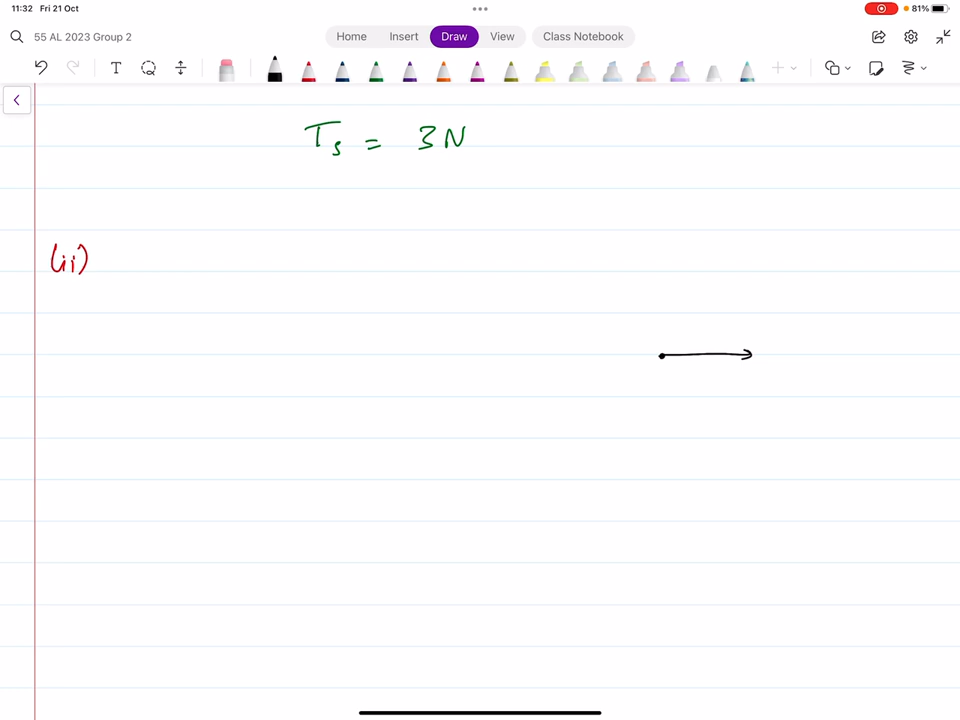 11:32 Fri 21 Oct
81%
55 AL 2023 Group 2
Home Insert Draw View Class Notebook
T
T_s = 3N
(ii)